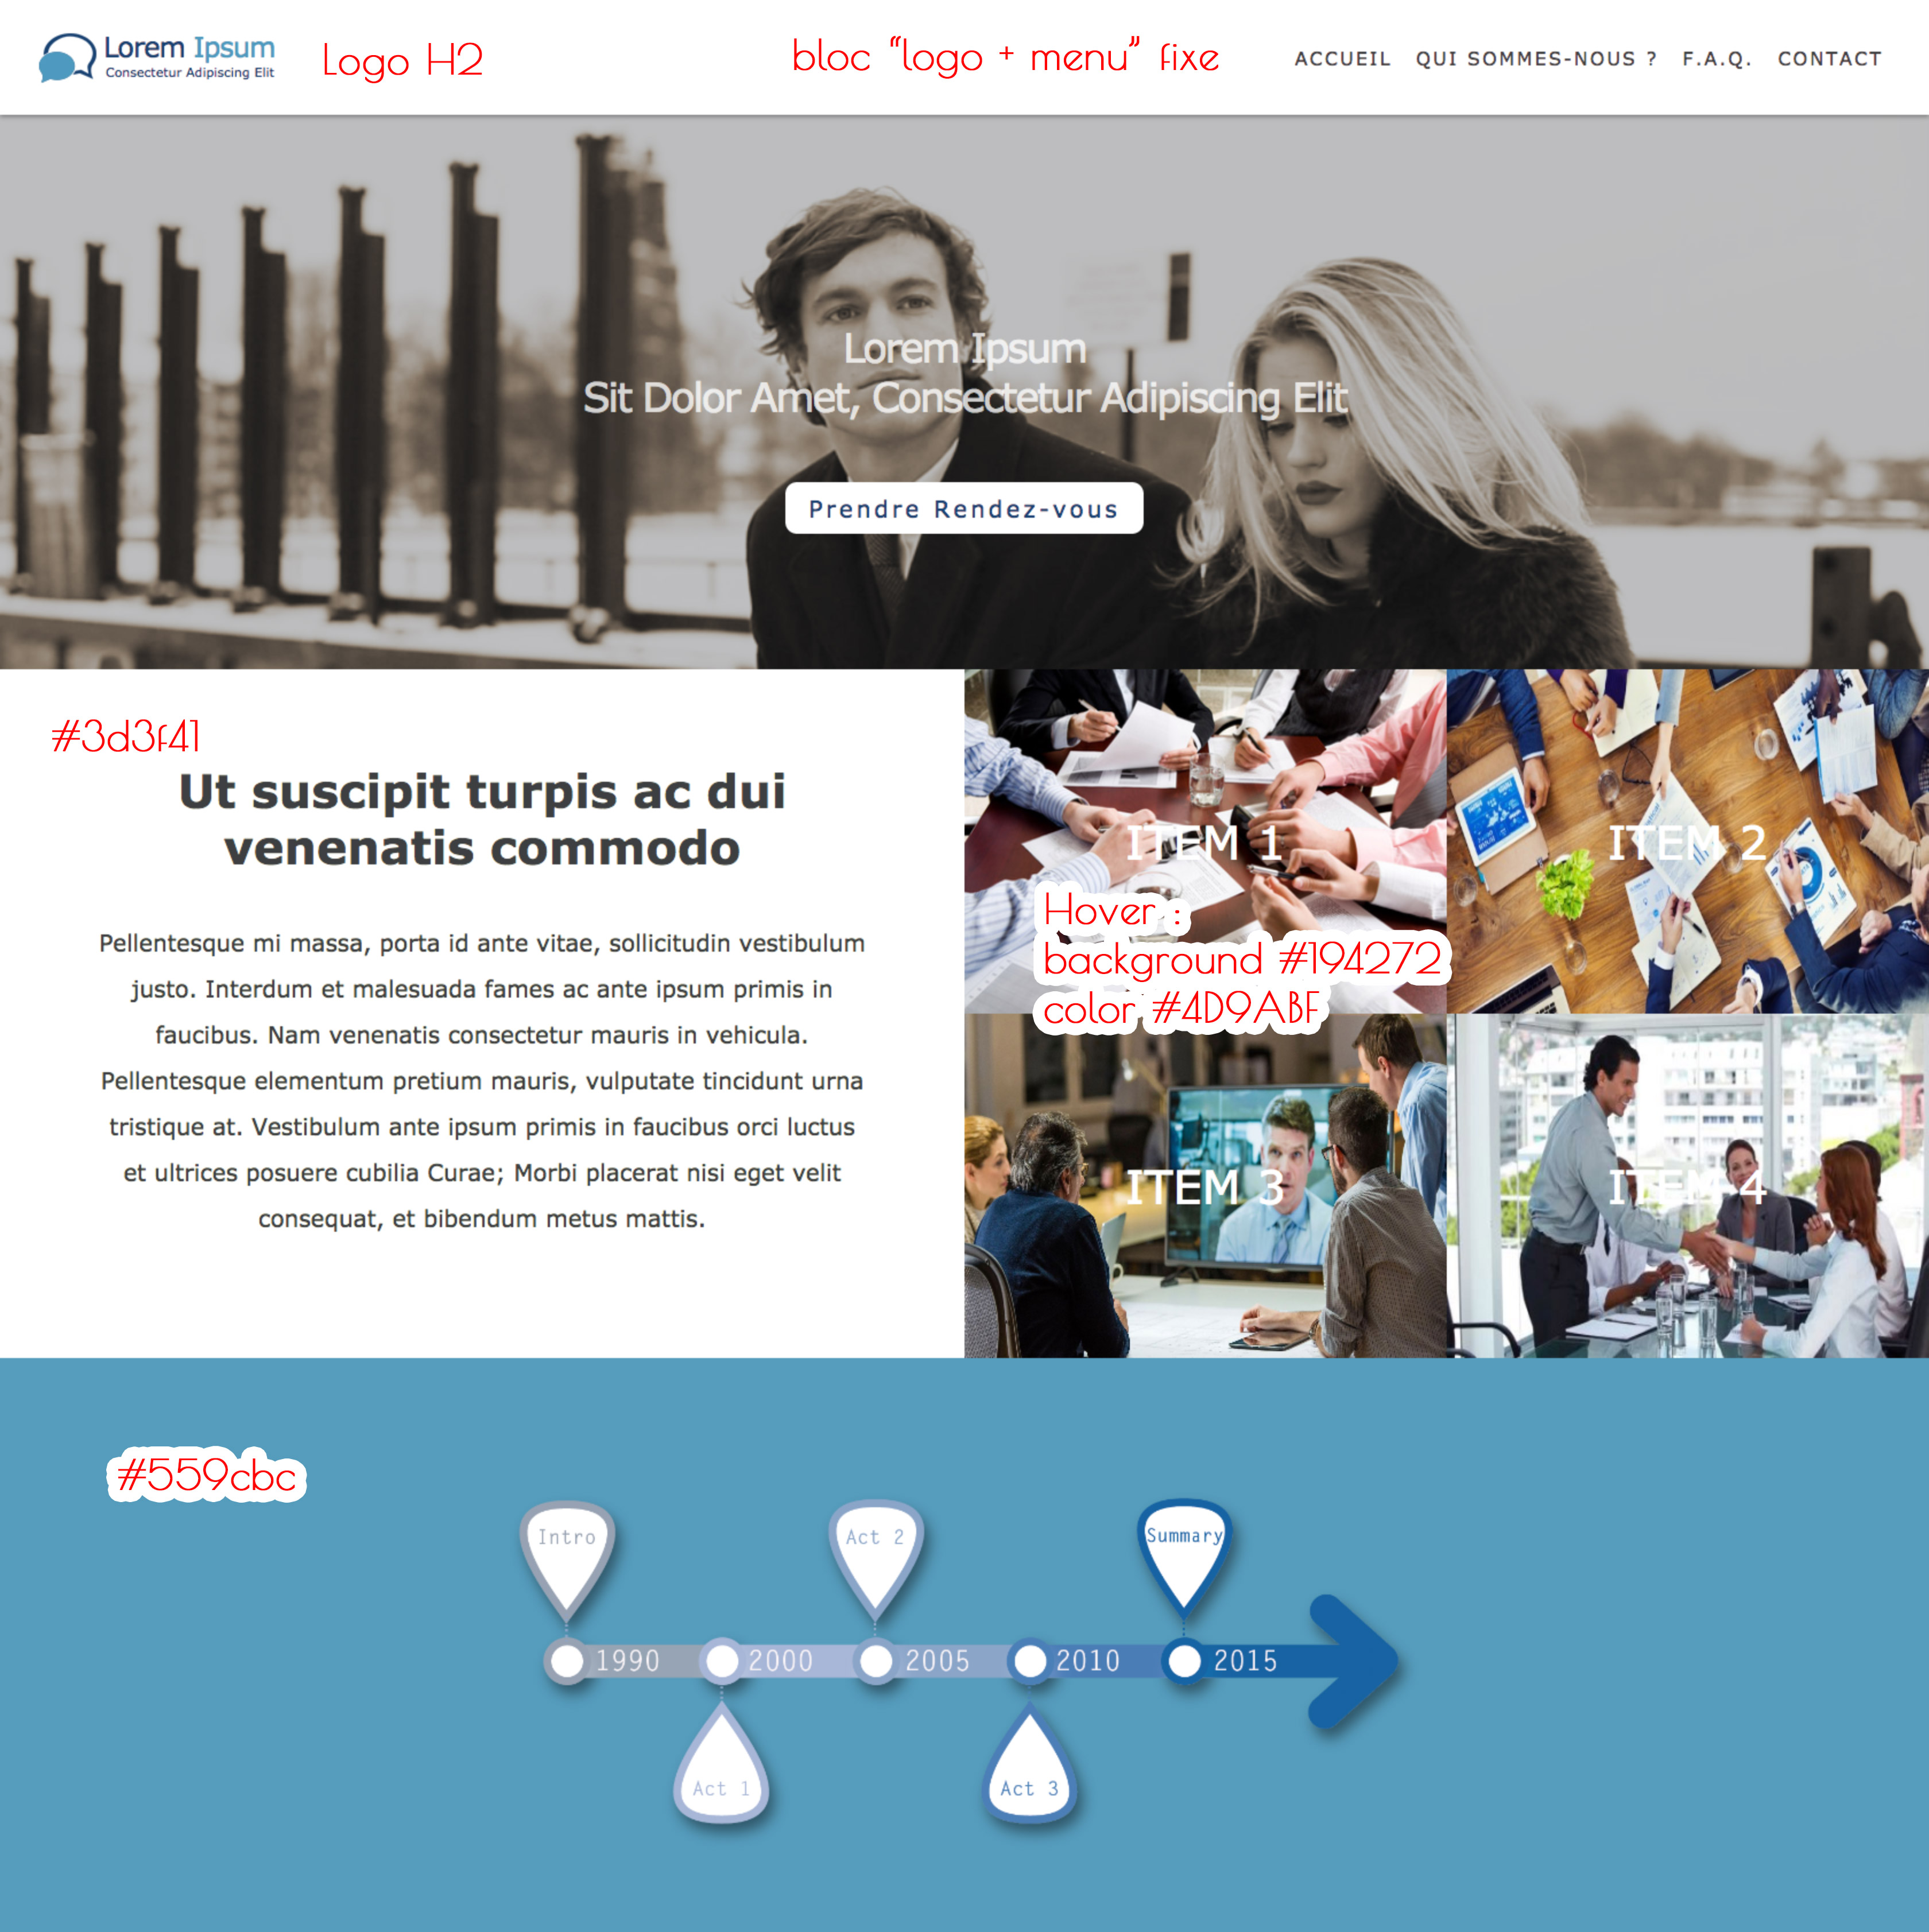 Lorem Ipsum
Consectetur Adipiscing Elit
Logo H2
bloc “logo + menu” fixe
ACCUEIL QUI SOMMES-NOUS ? F.A.Q. CONTACT
Lorem Ipsum
Sit Dolor Amet, Consectetur Adipiscing Elit
Prendre Rendez-vous
#3d3f41
Ut suscipit turpis ac dui
venenatis commodo
Pellentesque mi massa, porta id ante vitae, sollicitudin vestibulum
justo. Interdum et malesuada fames ac ante ipsum primis in
faucibus. Nam venenatis consectetur mauris in vehicula.
Pellentesque elementum pretium mauris, vulputate tincidunt urna
tristique at. Vestibulum ante ipsum primis in faucibus orci luctus
et ultrices posuere cubilia Curae; Morbi placerat nisi eget velit
consequat, et bibendum metus mattis.
ITEM 1
ITEM 2
Hover :
background #194272
color #4D9ABF
ITEM 3
ITEM 4
#559cbc
Intro
Act 2
Summary
1990 2000 2005 2010 2015
Act 1
Act 3